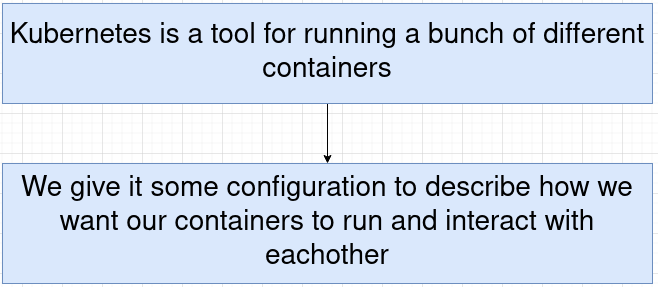 Kubernetes is a tool for running a bunch of different
containers
We give it some configuration to describe how we
want our containers to run and interact with
eachother